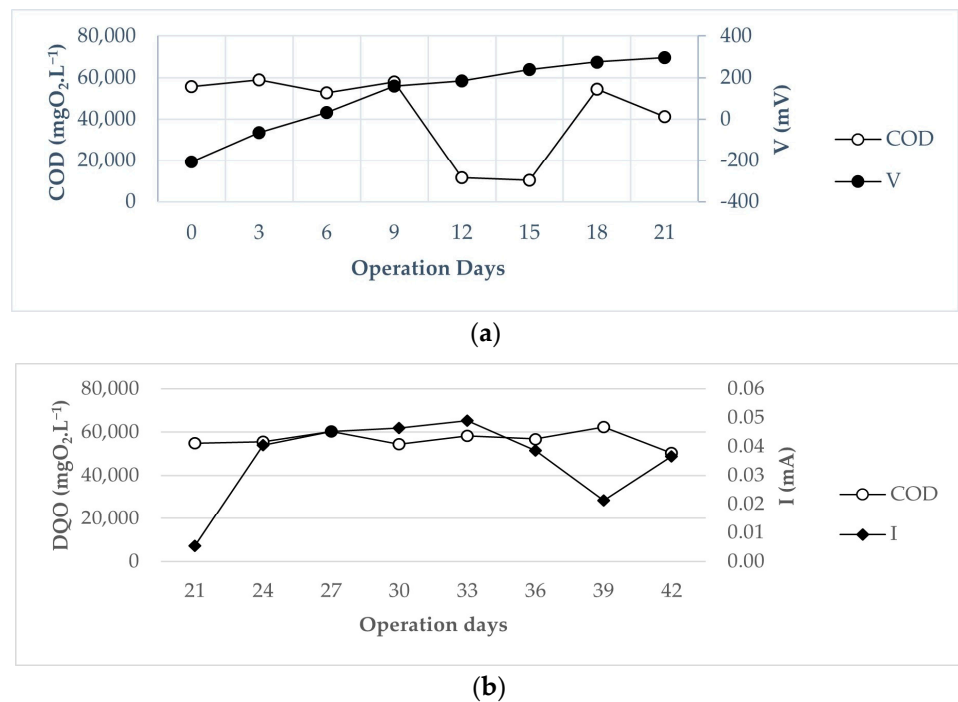 80,000
60,000
40,000
20,000
0
COD (mgO₂.L⁻¹)
400
200
0
-200
-400
V (mV)
0 3 6 9 12 15 18 21
Operation Days
COD
V
(a)
80,000
60,000
40,000
20,000
0
DQO (mgO₂.L⁻¹)
0.06
0.05
0.04
0.03
0.02
0.01
0.00
I (mA)
21 24 27 30 33 36 39 42
Operation days
COD
I
(b)